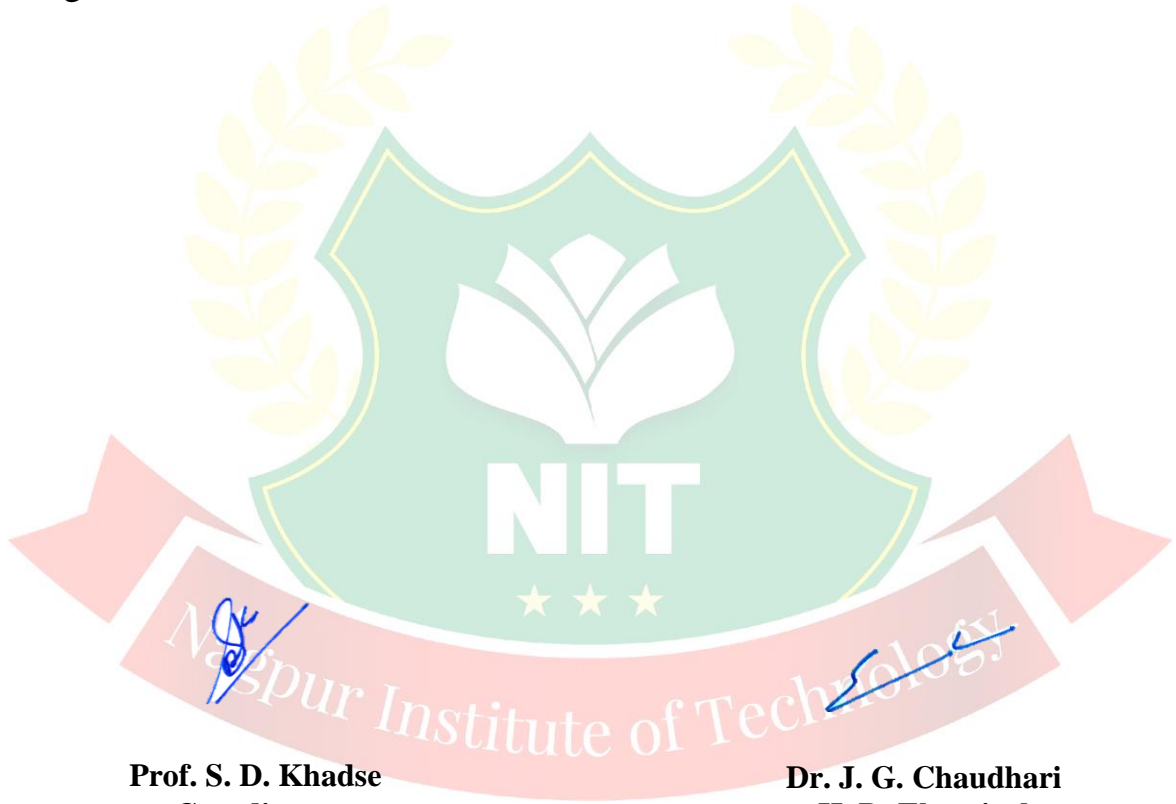 NIT
Nagpur Institute of Technology
Prof. S. D. Khadse
Dr. J. G. Chaudhari